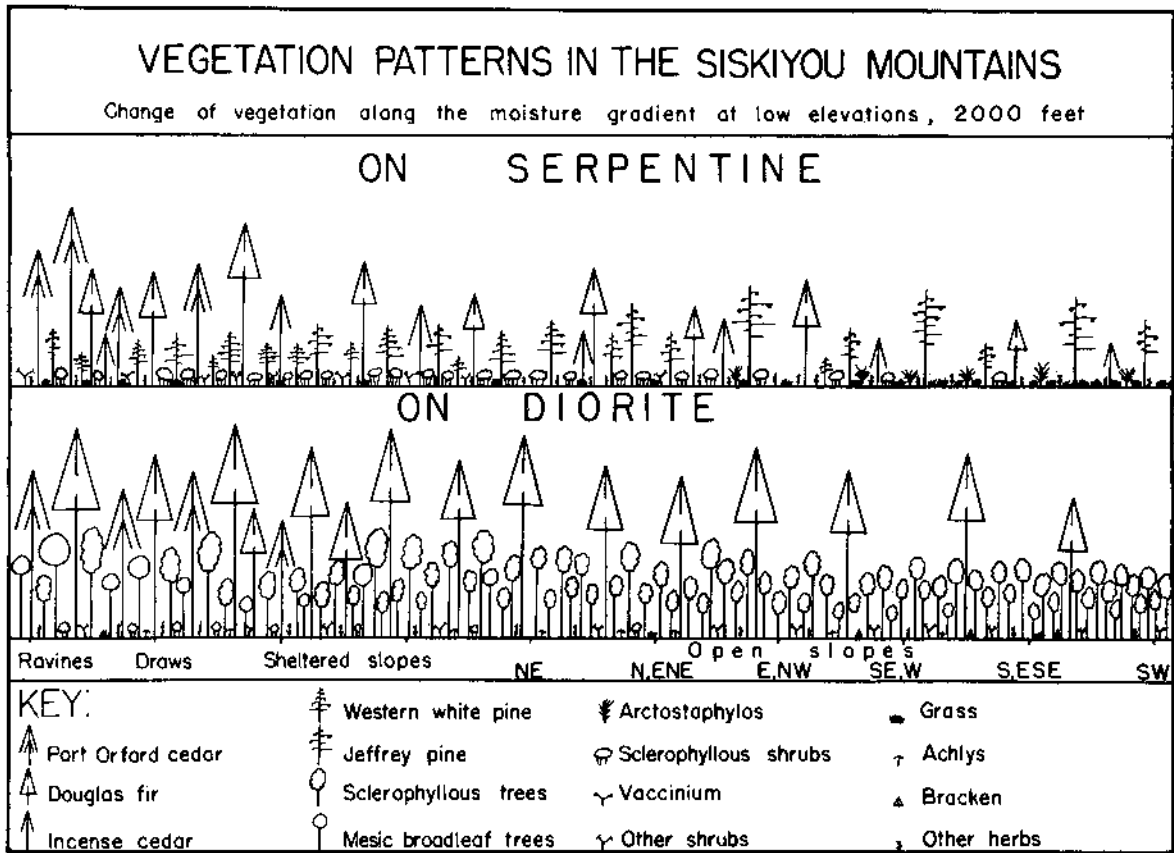 VEGETATION PATTERNS IN THE SISKIYOU MOUNTAINS
Change of vegetation along the moisture gradient at low elevations, 2000 feet
ON SERPENTINE
ON DIORITE
Ravines Draws Sheltered slopes Open slopes
NE N,ENE E,NW SE,W S,ESE SW
KEY:
Port Orford cedar
Douglas fir
Incense cedar
Western white pine
Jeffrey pine
Sclerophyllous trees
Mesic broadleaf trees
Arctostaphylos
Sclerophyllous shrubs
Vaccinium
Other shrubs
Grass
Achlys
Bracken
Other herbs